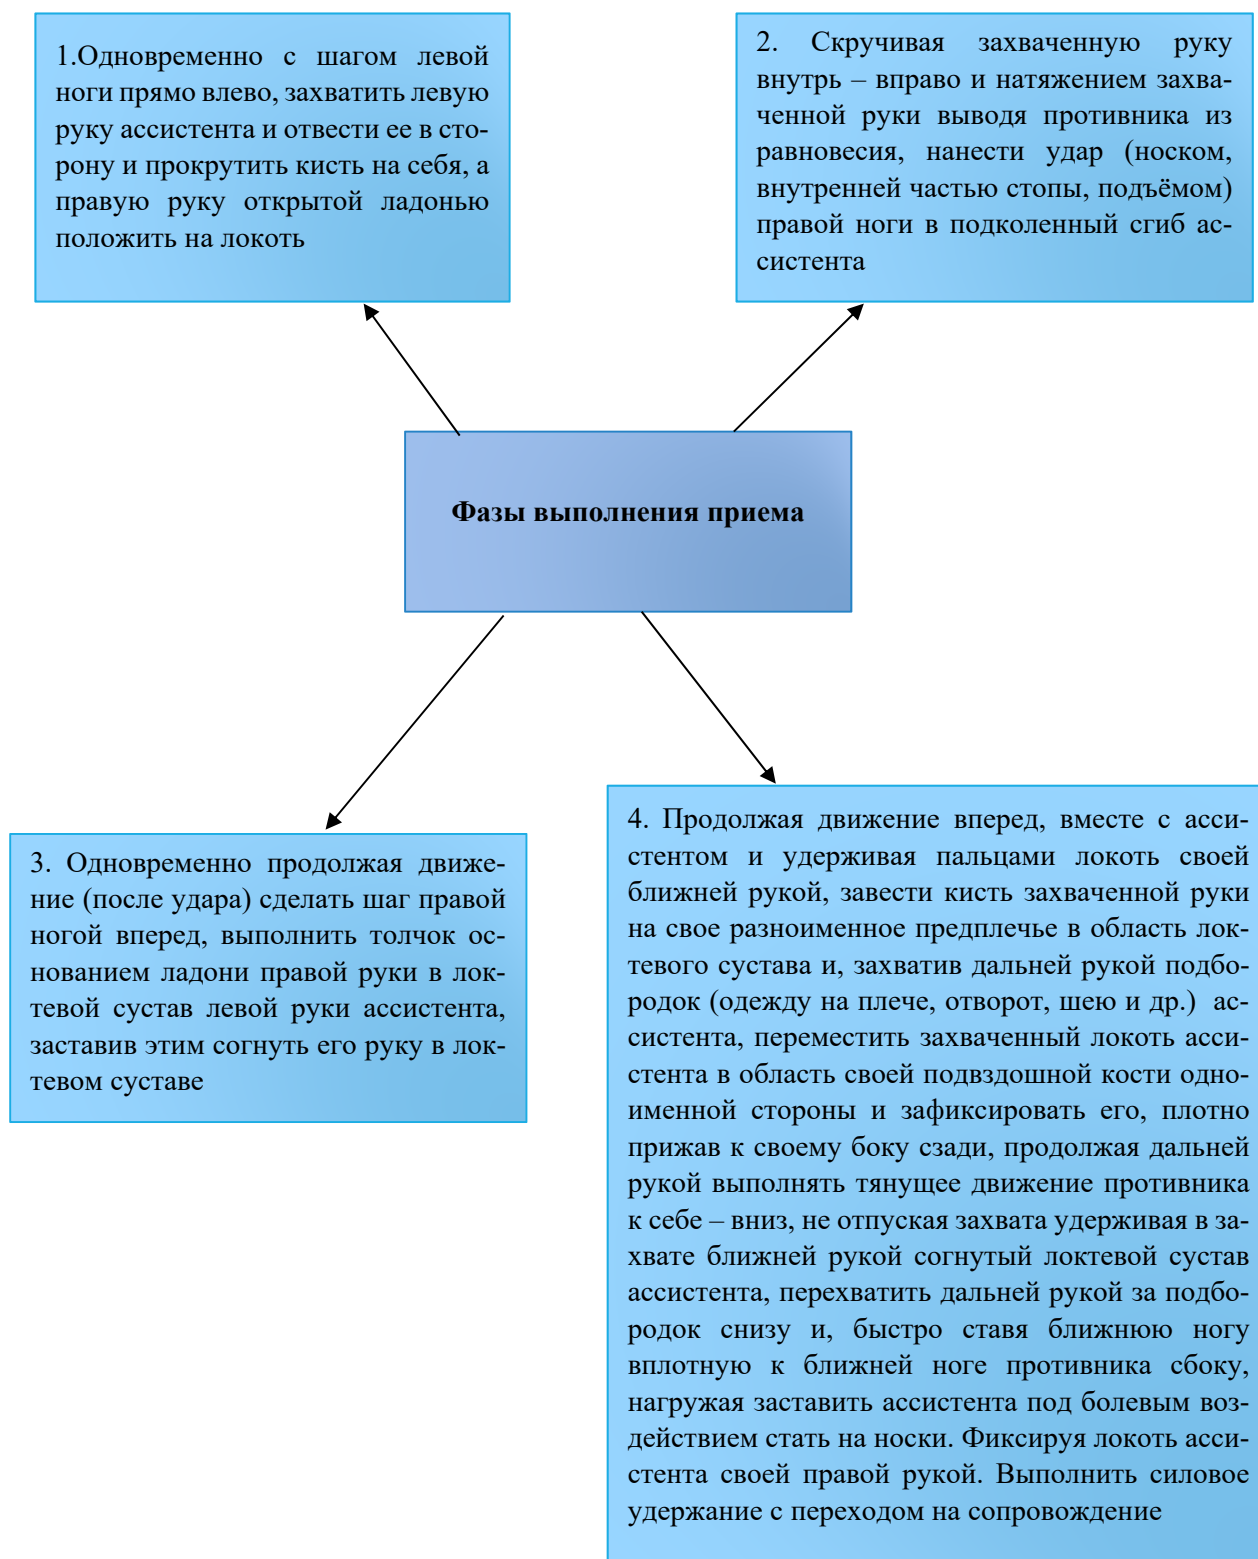 1.Одновременно с шагом левой
ноги прямо влево, захватить левую
руку ассистента и отвести ее в сто-
рону и прокрутить кисть на себя, а
правую руку открытой ладонью
положить на локоть
2. Скручивая захваченную руку
внутрь – вправо и натяжением захва-
ченной руки выводя противника из
равновесия, нанести удар (носком,
внутренней частью стопы, подъёмом)
правой ноги в подколенный сгиб ас-
систента
Фазы выполнения приема
3. Одновременно продолжая движе-
ние (после удара) сделать шаг правой
ногой вперед, выполнить толчок ос-
нованием ладони правой руки в лок-
тевой сустав левой руки ассистента,
заставив этим согнуть его руку в лок-
тевом суставе
4. Продолжая движение вперед, вместе с асси-
стентом и удерживая пальцами локоть своей
ближней рукой, завести кисть захваченной руки
на свое разноименное предплечье в область лок-
тевого сустава и, захватив дальней рукой подбо-
родок (одежду на плече, отворот, шею и др.) ас-
систента, переместить захваченный локоть асси-
стента в область своей подвздошной кости одно-
именной стороны и зафиксировать его, плотно
прижав к своему боку сзади, продолжая дальней
рукой выполнять тянущее движение противника
к себе – вниз, не отпуская захвата удерживая в за-
хвате ближней рукой согнутый локтевой сустав
ассистента, перехватить дальней рукой за подбо-
родок снизу и, быстро ставя ближнюю ногу
вплотную к ближней ноге противника сбоку,
нагружая заставить ассистента под болевым воз-
действием стать на носки. Фиксируя локоть асси-
стента своей правой рукой. Выполнить силовое
удержание с переходом на сопровождение